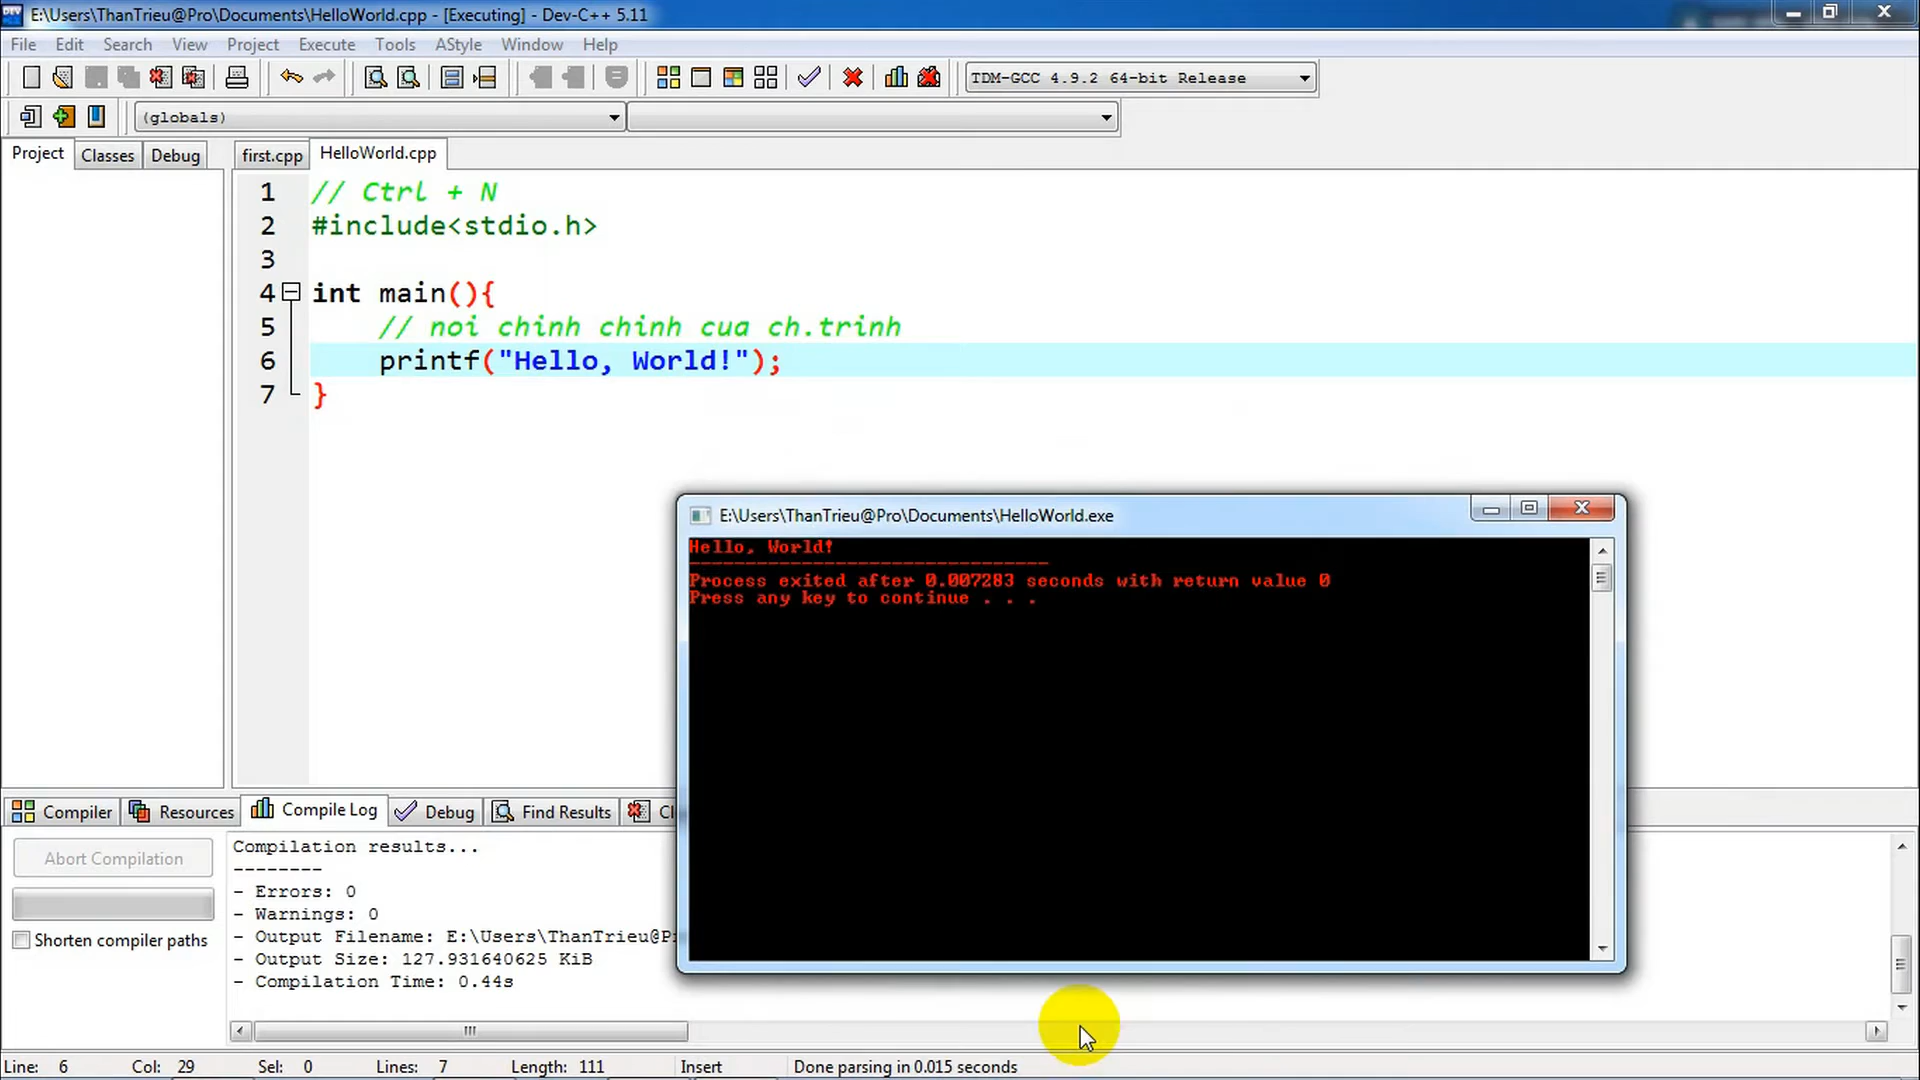 E:\Users\ThanTrieu@Pro\Documents\HelloWorld.cpp - [Executing] - Dev-C++ 5.11
File Edit Search View Project Execute Tools AStyle Window Help
TDM-GCC 4.9.2 64-bit Release
(globals)
Project Classes Debug first.cpp HelloWorld.cpp
1 // Ctrl + N
2 #include<stdio.h>
3
4 int main(){
5 // noi chinh chinh cua ch.trinh
6 printf("Hello, World!");
7 }
E:\Users\ThanTrieu@Pro\Documents\HelloWorld.exe
Hello, World!
--------------------------------
Process exited after 0.007283 seconds with return value 0
Press any key to continue . . .
Compiler Resources Compile Log Debug Find Results
Abort Compilation
Shorten compiler paths
Compilation results...
--------
- Errors: 0
- Warnings: 0
- Output Filename: E:\Users\ThanTrieu@P
- Output Size: 127.931640625 KiB
- Compilation Time: 0.44s
Line: 6 Col: 29 Sel: 0 Lines: 7 Length: 111 Insert Done parsing in 0.015 seconds